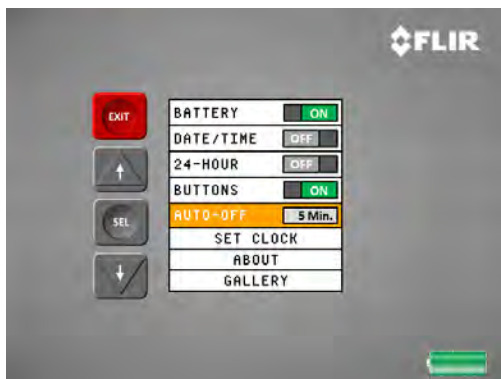 FLIR
EXIT
BATTERY ON
DATE/TIME OFF
24-HOUR OFF
BUTTONS ON
SEL
AUTO-OFF 5 Min.
SET CLOCK
ABOUT
GALLERY